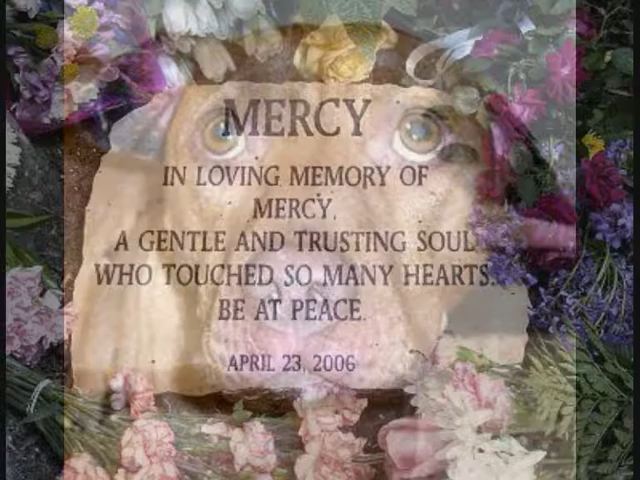 MERCY
IN LOVING MEMORY OF
MERCY.
A GENTLE AND TRUSTING SOUL
WHO TOUCHED SO MANY HEARTS.
BE AT PEACE.
APRIL 23, 2006